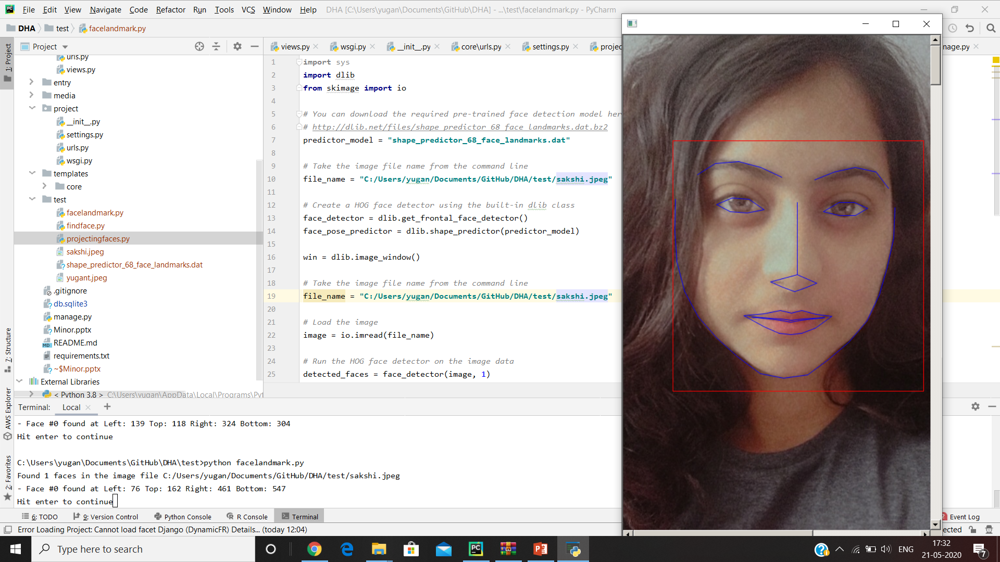 File Edit View Navigate Code Refactor Run Tools VCS Window Help DHA [C:\Users\yugan\Documents\GitHub\DHA] - ...\test\facelandmark.py - PyCharm
DHA test facelandmark.py
1: Project
Project
urls.py
views.py
entry
media
project
__init__.py
settings.py
urls.py
wsgi.py
templates
core
test
facelandmark.py
findface.py
projectingfaces.py
sakshi.jpeg
shape_predictor_68_face_landmarks.dat
yugant.jpeg
.gitignore
db.sqlite3
manage.py
Minor.pptx
README.md
requirements.txt
~$Minor.pptx
External Libraries
< Python 3.8 > C:\Users\yugan\AppData\Local\Programs\Pyt
7: Structure
AWS Explorer
2: Favorites
views.py wsgi.py __init__.py core\urls.py settings.py projec nage.py
1 import sys
2 import dlib
3 from skimage import io
4
5 # You can download the required pre-trained face detection model her
6 # http://dlib.net/files/shape_predictor_68_face_landmarks.dat.bz2
7 predictor_model = "shape_predictor_68_face_landmarks.dat"
8
9 # Take the image file name from the command line
10 file_name = "C:/Users/yugan/Documents/GitHub/DHA/test/sakshi.jpeg"
11
12 # Create a HOG face detector using the built-in dlib class
13 face_detector = dlib.get_frontal_face_detector()
14 face_pose_predictor = dlib.shape_predictor(predictor_model)
15
16 win = dlib.image_window()
17
18 # Take the image file name from the command line
19 file_name = "C:/Users/yugan/Documents/GitHub/DHA/test/sakshi.jpeg"
20
21 # Load the image
22 image = io.imread(file_name)
23
24 # Run the HOG face detector on the image data
25 detected_faces = face_detector(image, 1)
Terminal: Local +
- Face #0 found at Left: 139 Top: 118 Right: 324 Bottom: 304
Hit enter to continue
C:\Users\yugan\Documents\GitHub\DHA\test>python facelandmark.py
Found 1 faces in the image file C:/Users/yugan/Documents/GitHub/DHA/test/sakshi.jpeg
- Face #0 found at Left: 76 Top: 162 Right: 461 Bottom: 547
Hit enter to continue
6: TODO 9: Version Control Python Console R Console Terminal 2 Event Log
Error Loading Project: Cannot load facet Django (DynamicFR) Details... (today 12:04) ected
Type here to search
ENG
17:32
21-05-2020
7